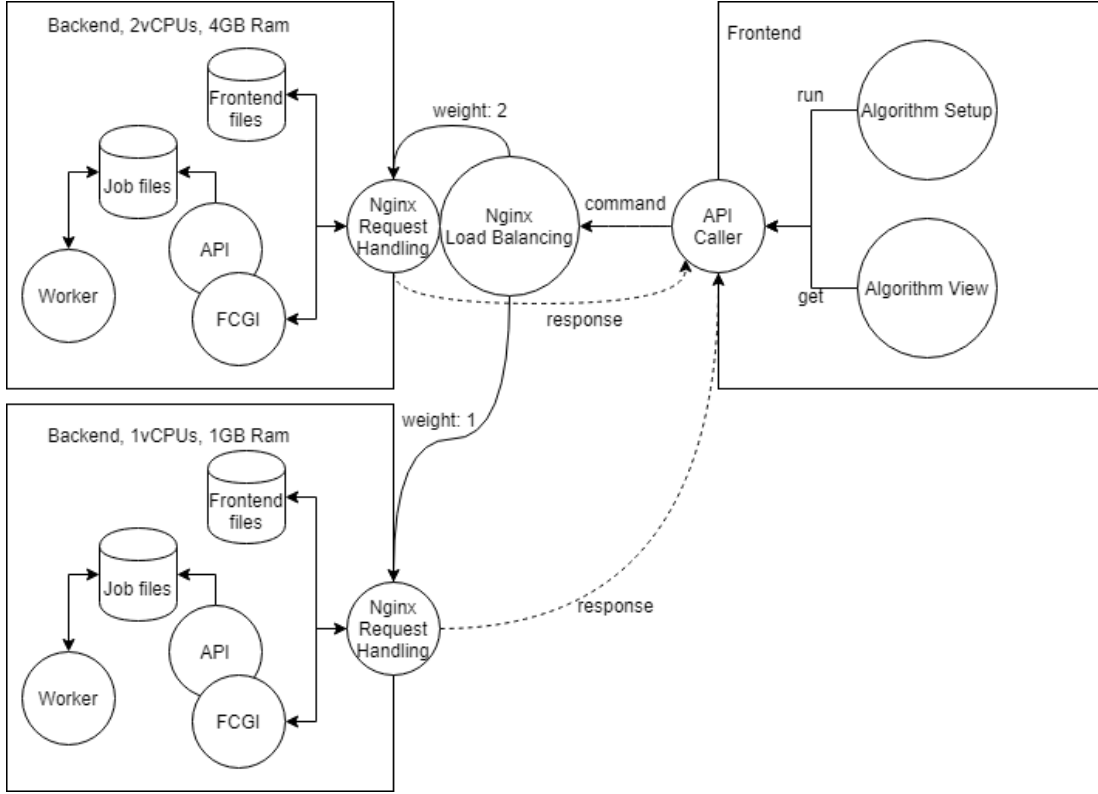 Backend, 2vCPUs, 4GB Ram
Frontend
files
Job files
API
Worker
FCGI
weight: 2
Nginx
Request
Handling
Nginx
Load Balancing
command
response
API
Caller
Frontend
run
Algorithm Setup
get
Algorithm View
weight: 1
Backend, 1vCPUs, 1GB Ram
Frontend
files
Job files
API
Worker
FCGI
Nginx
Request
Handling
response